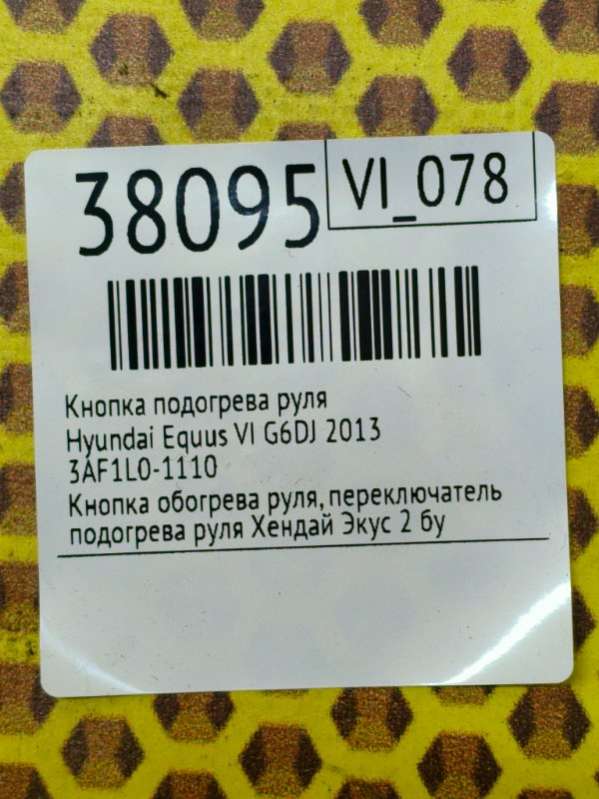 38095
VI_078
Кнопка подогрева руля
Hyundai Equus VI G6DJ 2013
3AF1L0-1110
Кнопка обогрева руля, переключатель
подогрева руля Хендай Экус 2 бу